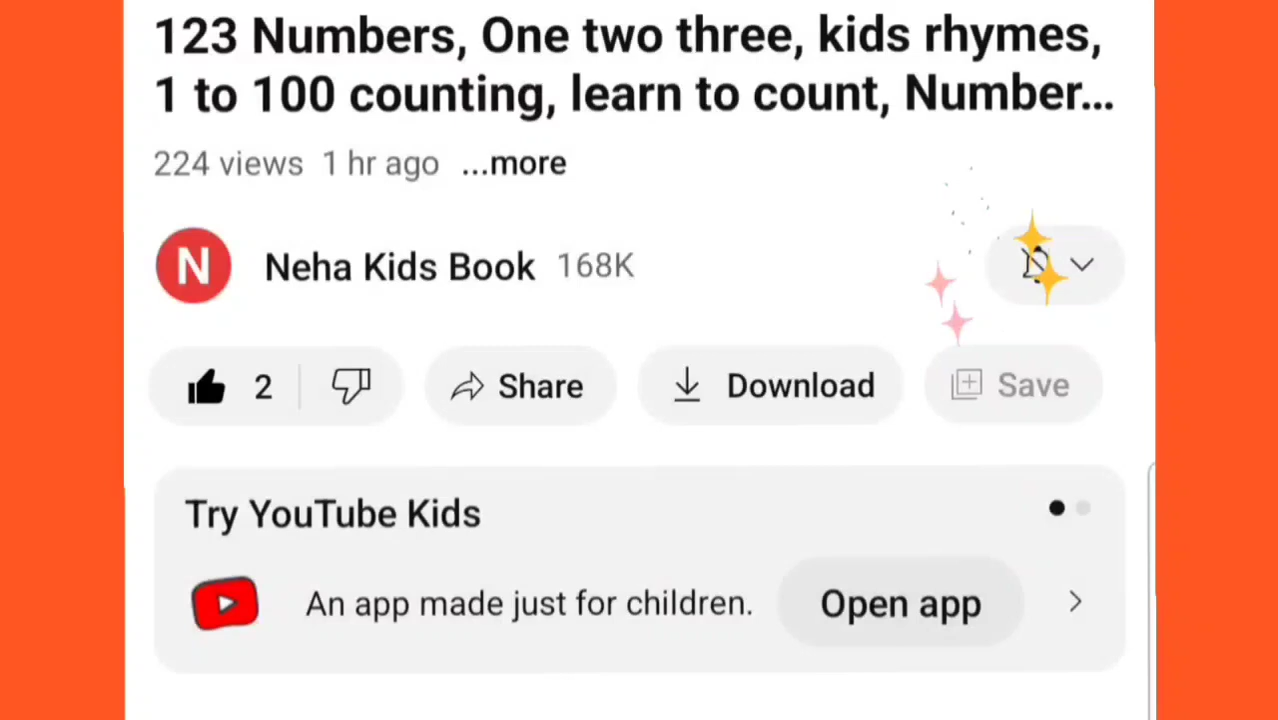 123 Numbers, One two three, kids rhymes,
1 to 100 counting, learn to count, Number...
224 views 1 hr ago ...more
N Neha Kids Book 168K
2 Share Download Save
Try YouTube Kids
An app made just for children. Open app